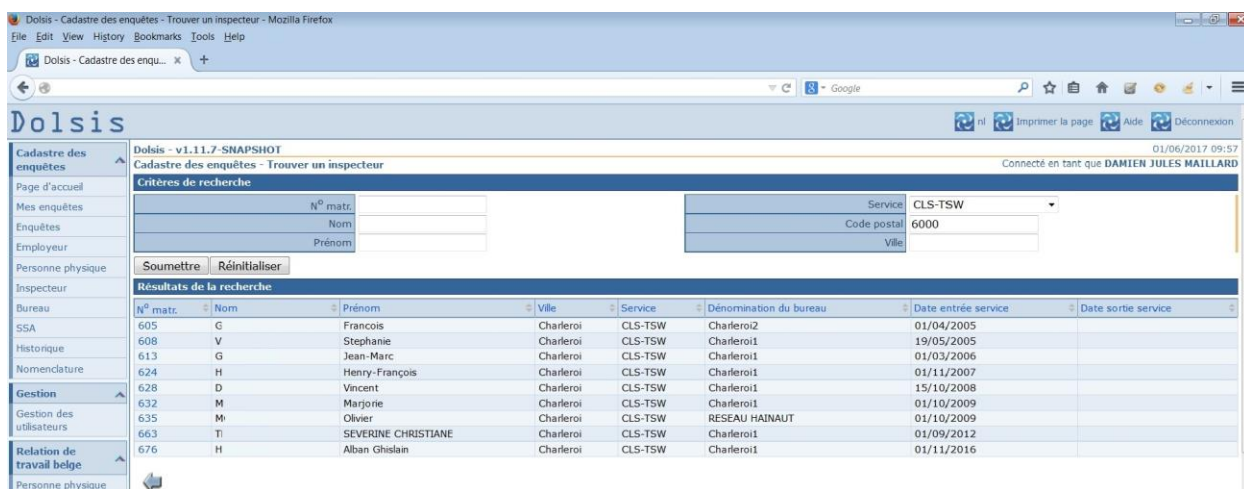 Dolsis - Cadastre des enquêtes - Trouver un inspecteur - Mozilla Firefox
File Edit View History Bookmarks Tools Help
Dolsis - Cadastre des enqu... × +
Google
Dolsis nl Imprimer la page Aide Déconnexion
Cadastre des enquêtes
Page d'accueil
Mes enquêtes
Enquêtes
Employeur
Personne physique
Inspecteur
Bureau
SSA
Historique
Nomenclature
Gestion
Gestion des utilisateurs
Relation de travail belge
Personne physique
Dolsis - v1.11.7-SNAPSHOT 01/06/2017 09:57
Cadastre des enquêtes - Trouver un inspecteur Connecté en tant que DAMIEN JULES MAILLARD
Critères de recherche
N° matr. Service CLS-TSW
Nom Code postal 6000
Prénom Ville
Soumettre Réinitialiser
Résultats de la recherche
N° matr. Nom Prénom Ville Service Dénomination du bureau Date entrée service Date sortie service
605 G Francois Charleroi CLS-TSW Charleroi2 01/04/2005
608 V Stephanie Charleroi CLS-TSW Charleroi1 19/05/2005
613 G Jean-Marc Charleroi CLS-TSW Charleroi1 01/03/2006
624 H Henry-François Charleroi CLS-TSW Charleroi1 01/11/2007
628 D Vincent Charleroi CLS-TSW Charleroi1 15/10/2008
632 M Marjorie Charleroi CLS-TSW Charleroi1 01/10/2009
635 M Olivier Charleroi CLS-TSW RESEAU HAINAUT 01/10/2009
663 T SEVERINE CHRISTIANE Charleroi CLS-TSW Charleroi1 01/09/2012
676 H Alban Ghislain Charleroi CLS-TSW Charleroi1 01/11/2016